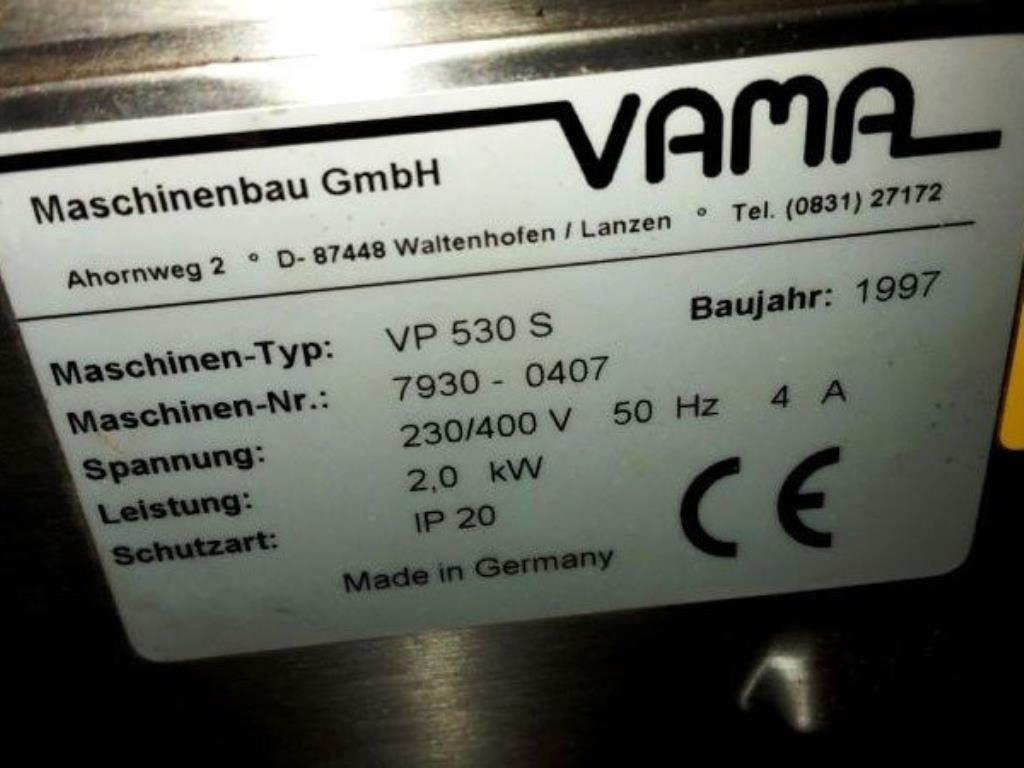 VAMA
Maschinenbau GmbH
Ahornweg 2 ° D- 87448 Waltenhofen / Lanzen ° Tel. (0831) 27172
Maschinen-Typ: VP 530 S Baujahr: 1997
Maschinen-Nr.: 7930 - 0407
Spannung: 230/400 V 50 Hz 4 A
Leistung: 2,0 kW
Schutzart: IP 20
CE
Made in Germany